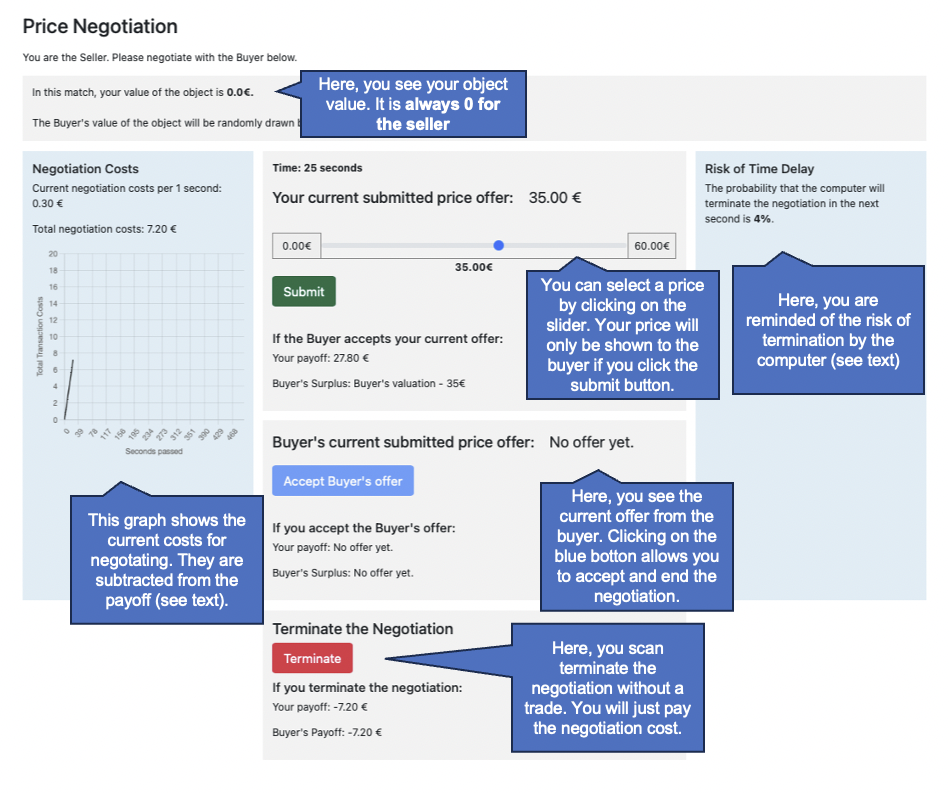 Price Negotiation
You are the Seller. Please negotiate with the Buyer below.
In this match, your value of the object is 0.0€.
The Buyer's value of the object will be randomly drawn
Here, you see your object
value. It is always 0 for
the seller
Negotiation Costs
Current negotiation costs per 1 second:
0.30 €
Total negotiation costs: 7.20 €
Total Transaction Costs
20
18
16
14
12
10
8
6
4
2
0
0
39
78
117
156
195
234
273
312
351
390
429
468
Seconds passed
This graph shows the
current costs for
negotating. They are
subtracted from the
payoff (see text).
Time: 25 seconds
Your current submitted price offer: 35.00 €
0.00€
60.00€
35.00€
Submit
You can select a price
by clicking on the
slider. Your price will
only be shown to the
buyer if you click the
submit button.
If the Buyer accepts your current offer:
Your payoff: 27.80 €
Buyer's Surplus: Buyer's valuation - 35€
Buyer's current submitted price offer: No offer yet.
Accept Buyer's offer
Here, you see the
current offer from the
buyer. Clicking on the
blue botton allows you
to accept and end the
negotiation.
If you accept the Buyer's offer:
Your payoff: No offer yet.
Buyer's Surplus: No offer yet.
Terminate the Negotiation
Terminate
Here, you scan
terminate the
negotiation without a
trade. You will just pay
the negotiation cost.
If you terminate the negotiation:
Your payoff: -7.20 €
Buyer's Payoff: -7.20 €
Risk of Time Delay
The probability that the computer will
terminate the negotiation in the next
second is 4%.
Here, you are
reminded of the risk of
termination by the
computer (see text)